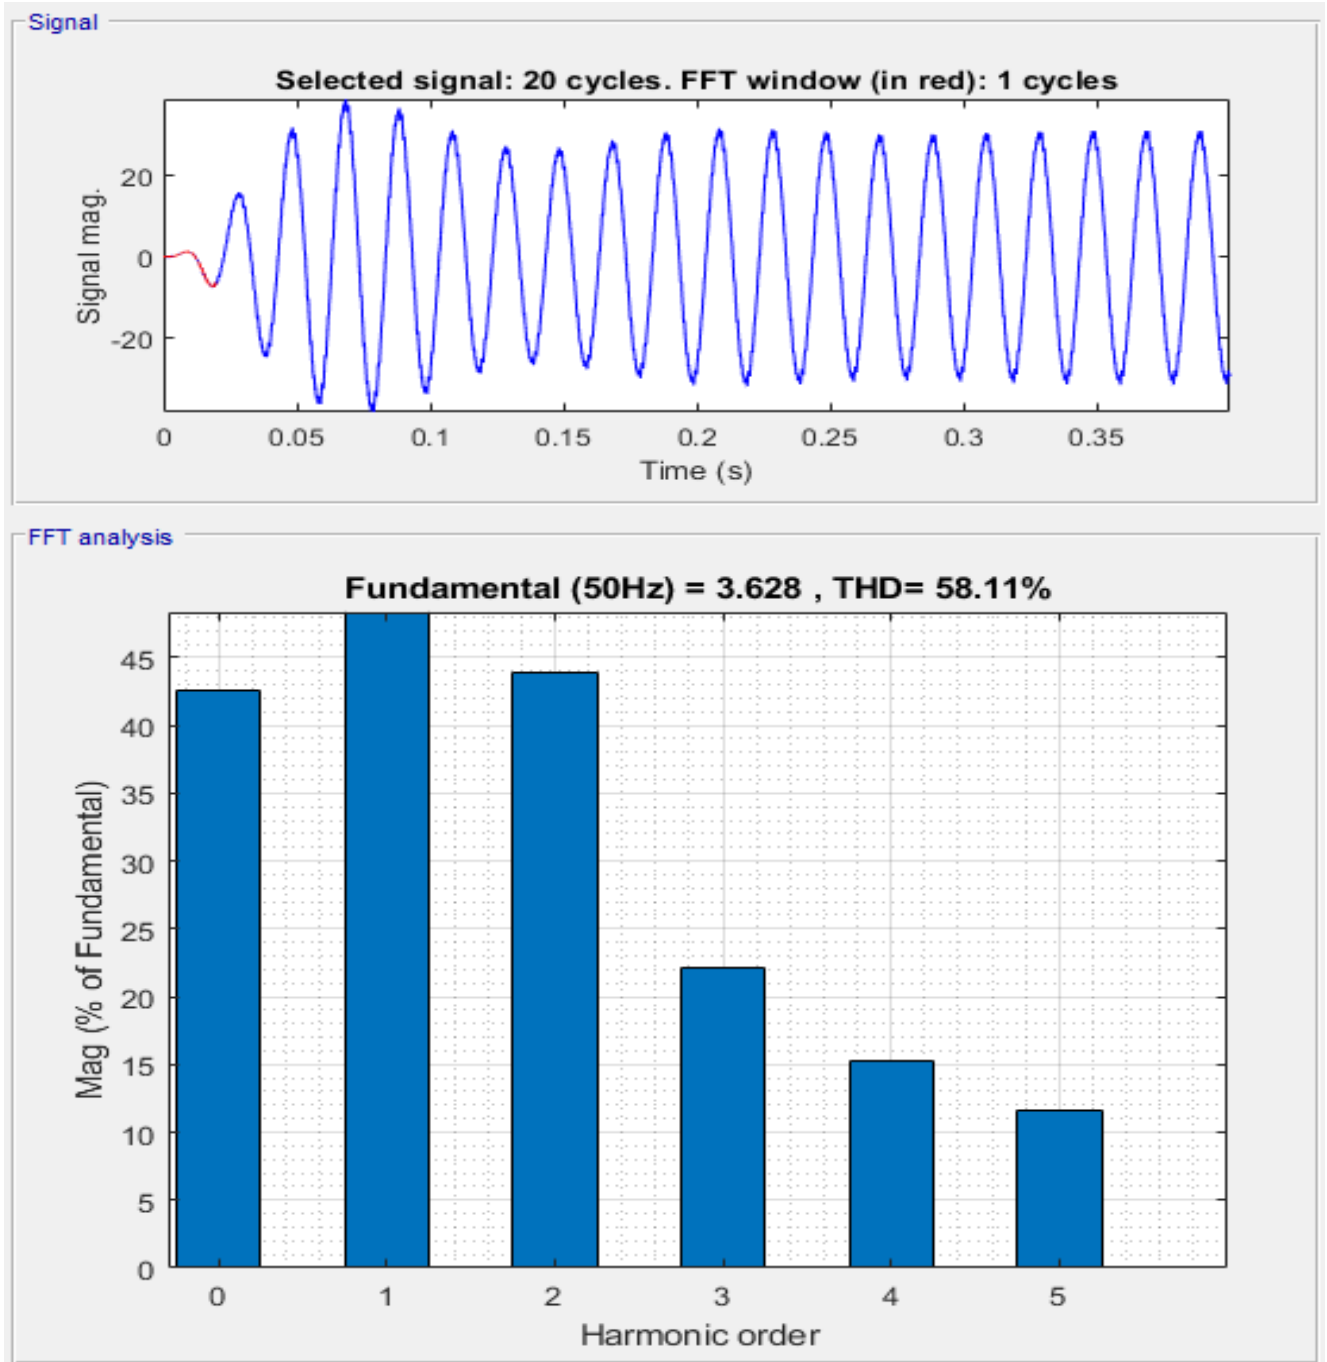 Signal
Selected signal: 20 cycles. FFT window (in red): 1 cycles
Signal mag.
20
0
-20
0 0.05 0.1 0.15 0.2 0.25 0.3 0.35
Time (s)
FFT analysis
Fundamental (50Hz) = 3.628 , THD= 58.11%
Mag (% of Fundamental)
45
40
35
30
25
20
15
10
5
0
0 1 2 3 4 5
Harmonic order